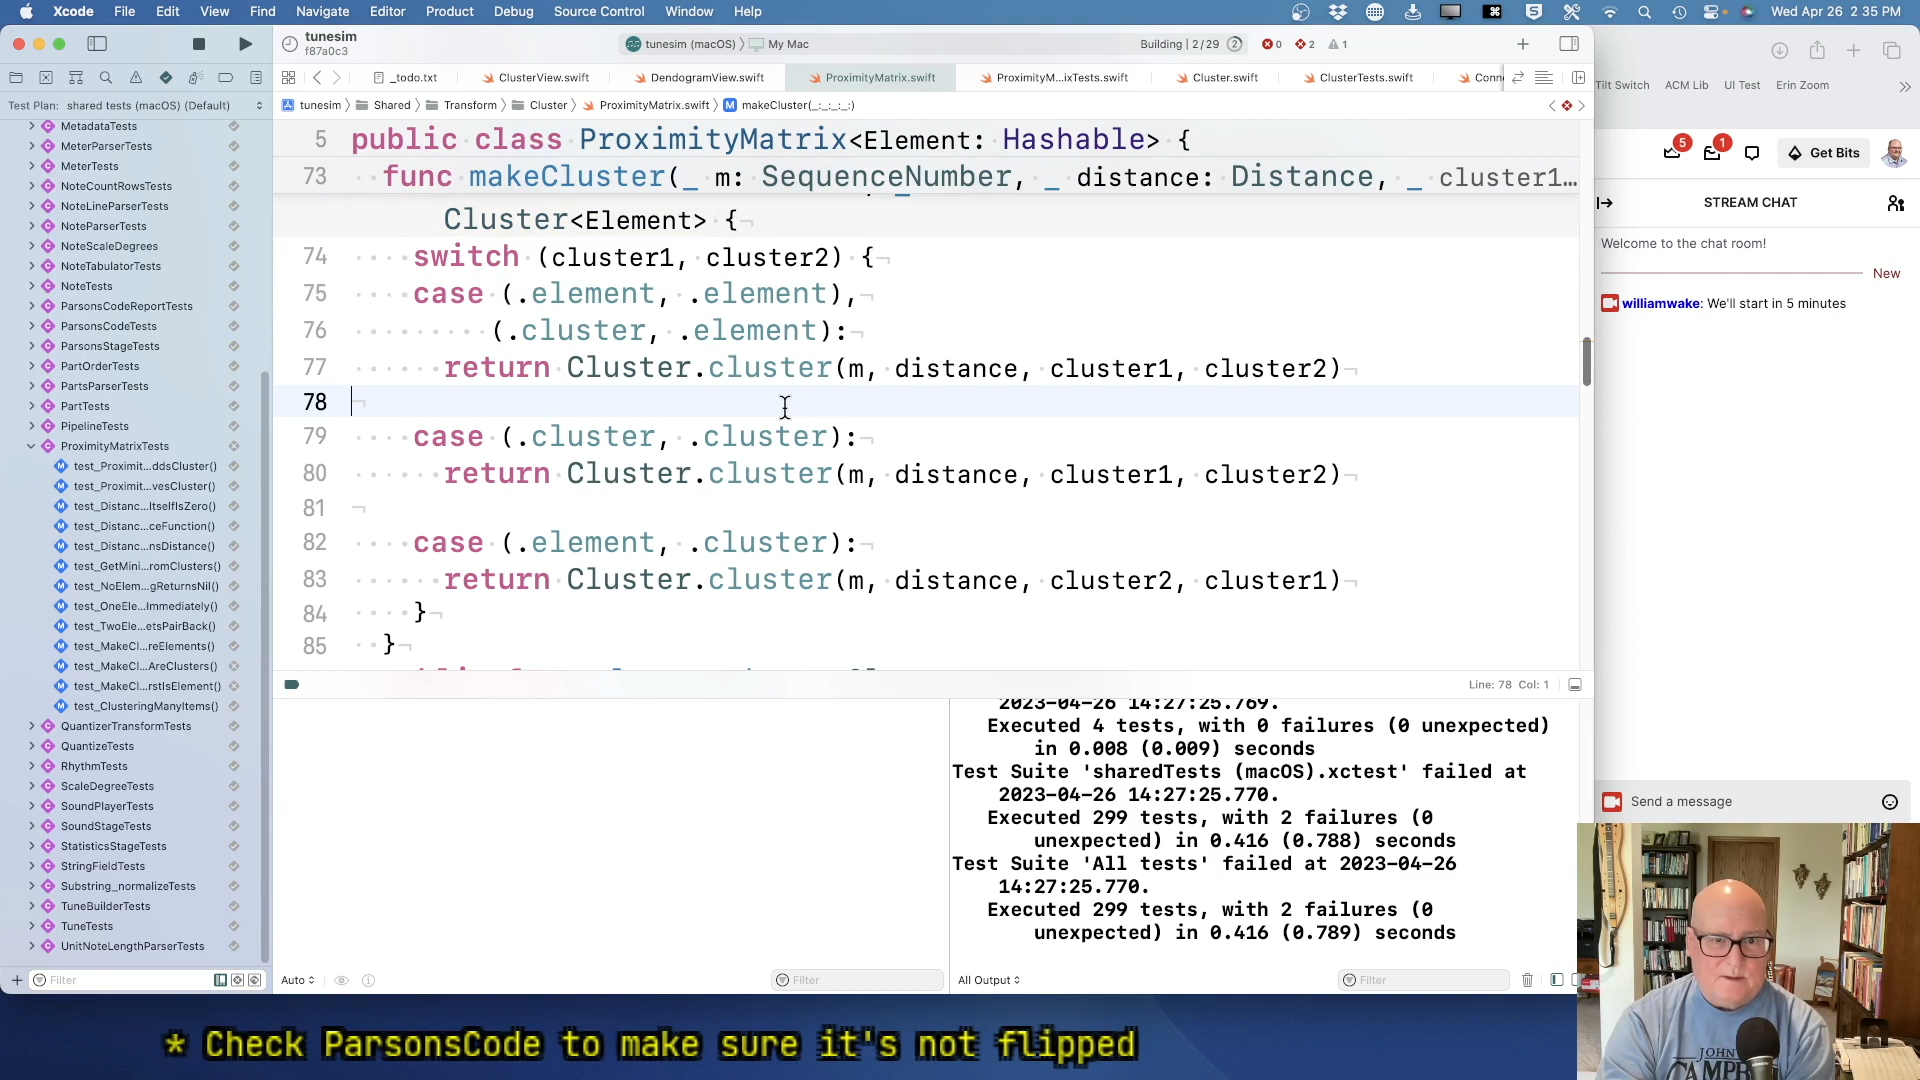 Xcode File Edit View Find Navigate Editor Product Debug Source Control Window Help Wed Apr 26 2:35 PM
tunesim
f87a0c3
tunesim (macOS) My Mac
Building | 2/29 2 0 2 1
_todo.txt ClusterView.swift DendogramView.swift ProximityMatrix.swift ProximityM...ixTests.swift Cluster.swift ClusterTests.swift Conne
Tilt Switch ACM Lib UI Test Erin Zoom
Test Plan: shared tests (macOS) (Default)
tunesim Shared Transform Cluster ProximityMatrix.swift M makeCluster(_:_:_:_:)
MetadataTests
MeterParserTests
MeterTests
NoteCountRowsTests
NoteLineParserTests
NoteParserTests
NoteScaleDegrees
NoteTabulatorTests
NoteTests
ParsonsCodeReportTests
ParsonsCodeTests
ParsonsStageTests
PartOrderTests
PartsParserTests
PartTests
PipelineTests
ProximityMatrixTests
test_Proximit...ddsCluster()
test_Proximit...vesCluster()
test_Distanc...ItselfIsZero()
test_Distanc...ceFunction()
test_Distanc...nsDistance()
test_GetMini...romClusters()
test_NoElem...gReturnsNil()
test_OneEle...Immediately()
test_TwoEle...etsPairBack()
test_MakeCl...reElements()
test_MakeCl...AreClusters()
test_MakeCl...rstIsElement()
test_ClusteringManyItems()
QuantizerTransformTests
QuantizeTests
RhythmTests
ScaleDegreeTests
SoundPlayerTests
SoundStageTests
StatisticsStageTests
StringFieldTests
Substring_normalizeTests
TuneBuilderTests
TuneTests
UnitNoteLengthParserTests
Filter
5 public class ProximityMatrix<Element: Hashable> {
73 func makeCluster(_ m: SequenceNumber, _ distance: Distance, _ cluster1…
Cluster<Element> {
74 switch (cluster1, cluster2) {
75 case (.element, .element),
76 (.cluster, .element):
77 return Cluster.cluster(m, distance, cluster1, cluster2)
78
79 case (.cluster, .cluster):
80 return Cluster.cluster(m, distance, cluster1, cluster2)
81
82 case (.element, .cluster):
83 return Cluster.cluster(m, distance, cluster2, cluster1)
84 }
85 }
Line: 78 Col: 1
2023-04-26 14:27:25.769.
Executed 4 tests, with 0 failures (0 unexpected)
in 0.008 (0.009) seconds
Test Suite 'sharedTests (macOS).xctest' failed at
2023-04-26 14:27:25.770.
Executed 299 tests, with 2 failures (0
unexpected) in 0.416 (0.788) seconds
Test Suite 'All tests' failed at 2023-04-26
14:27:25.770.
Executed 299 tests, with 2 failures (0
unexpected) in 0.416 (0.789) seconds
Auto Filter All Output Filter
5 1 Get Bits
STREAM CHAT
Welcome to the chat room!
New
williamwake: We'll start in 5 minutes
Send a message
* Check ParsonsCode to make sure it's not flipped
JOHN
CAMP